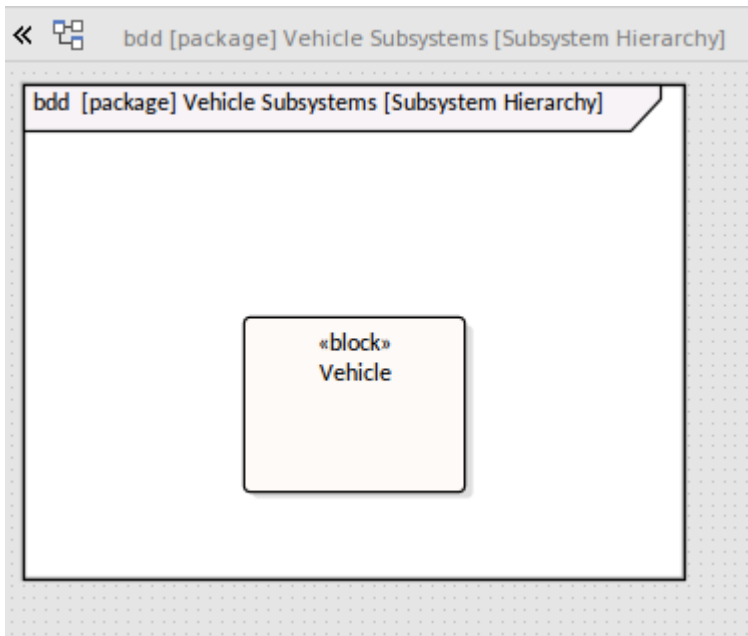 « bdd [package] Vehicle Subsystems [Subsystem Hierarchy]
bdd [package] Vehicle Subsystems [Subsystem Hierarchy]
«block»
Vehicle